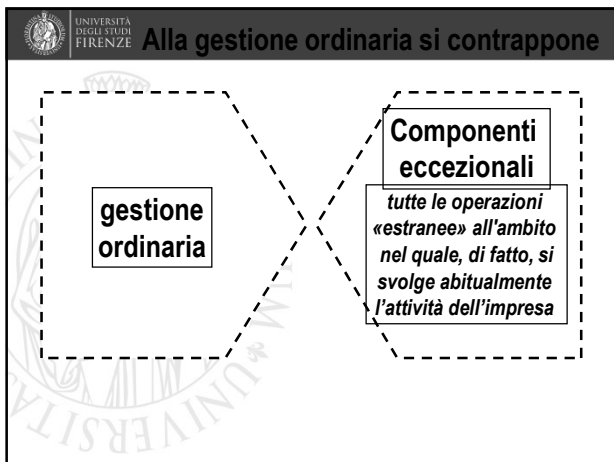 UNIVERSITÀ
DEGLI STUDI
FIRENZE
Alla gestione ordinaria si contrappone
gestione
ordinaria
Componenti
eccezionali
tutte le operazioni
«estranee» all'ambito
nel quale, di fatto, si
svolge abitualmente
l’attività dell’impresa